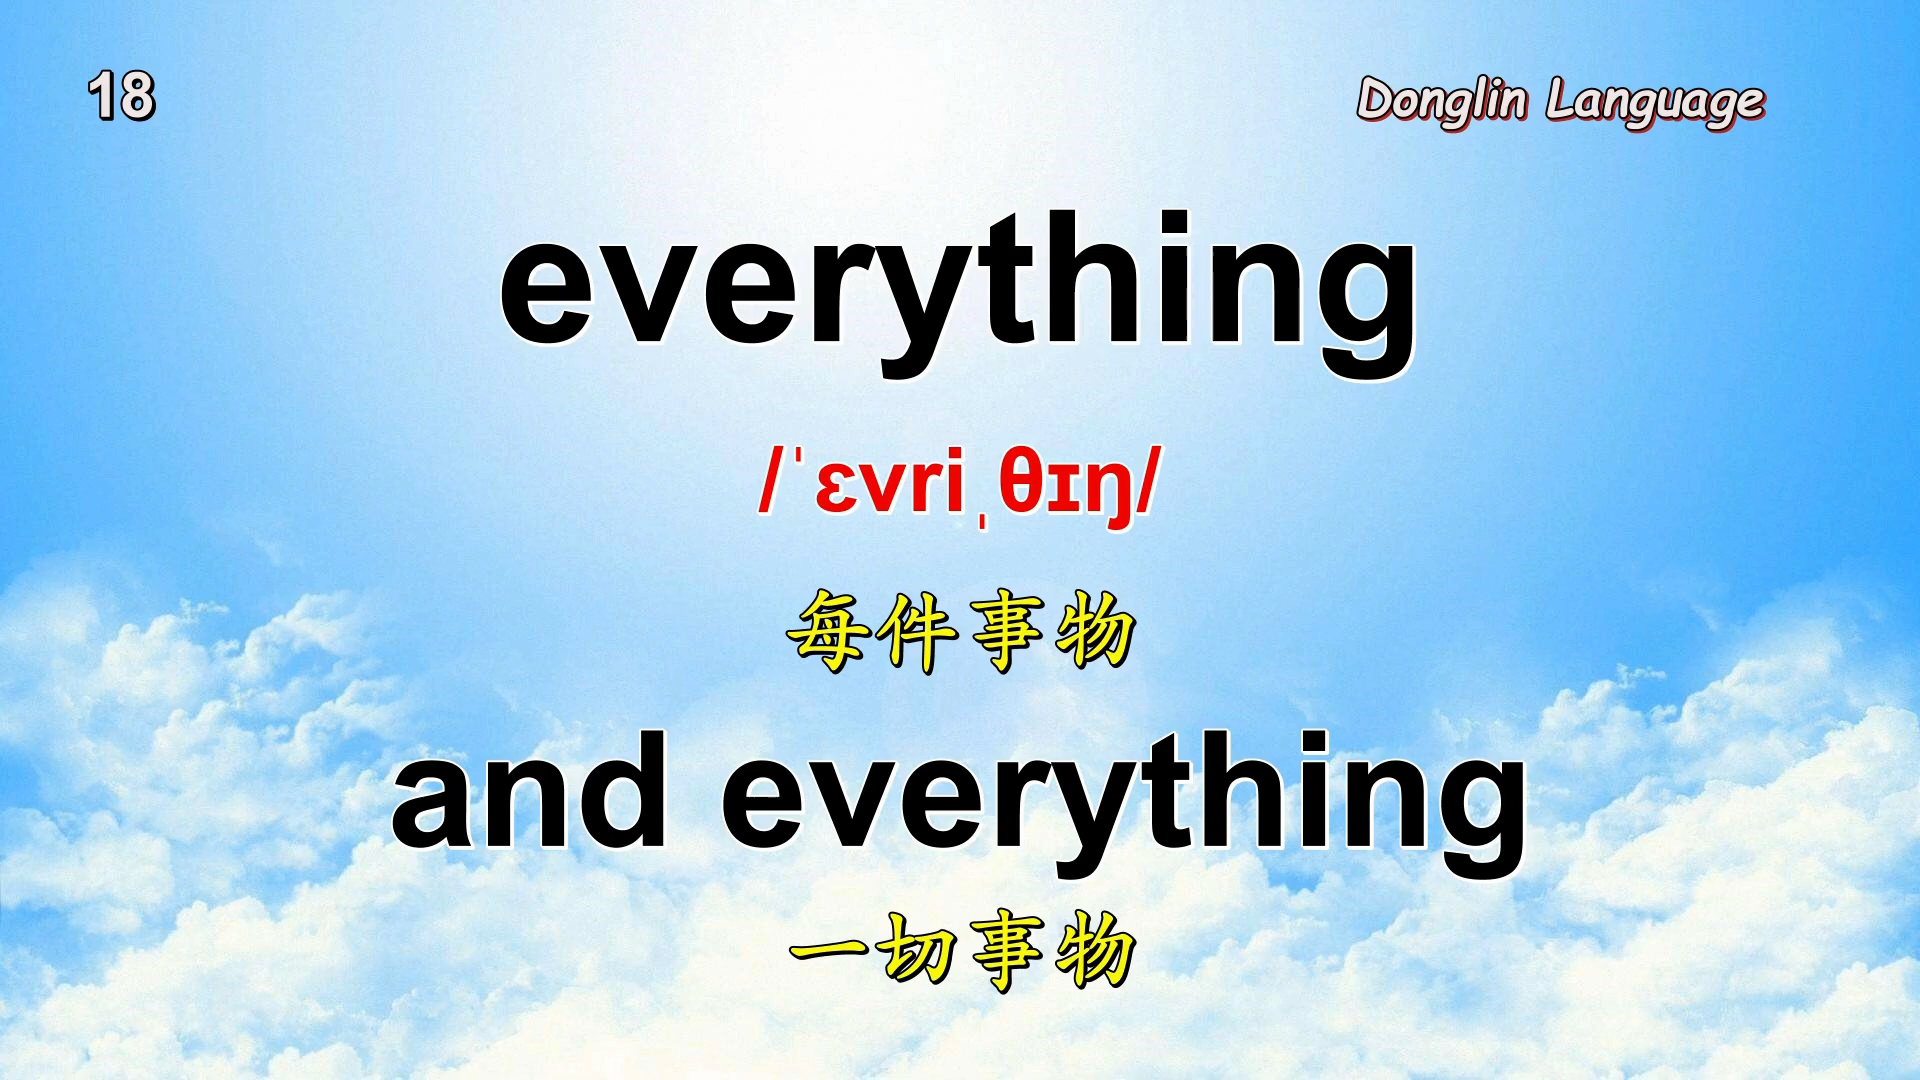 18
Donglin Language
everything
/ˈɛvriˌθɪŋ/
每件事物
and everything
一切事物